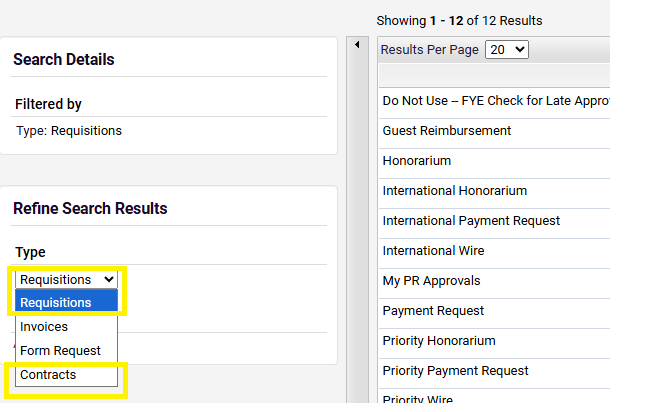 Showing 1 - 12 of 12 Results
Search Details
Filtered by
Type: Requisitions
Refine Search Results
Type
Requisitions
Requisitions
Invoices
Form Request
Contracts
Results Per Page 20
Do Not Use – FYE Check for Late Appro
Guest Reimbursement
Honorarium
International Honorarium
International Payment Request
International Wire
My PR Approvals
Payment Request
Priority Honorarium
Priority Payment Request
Priority Wire